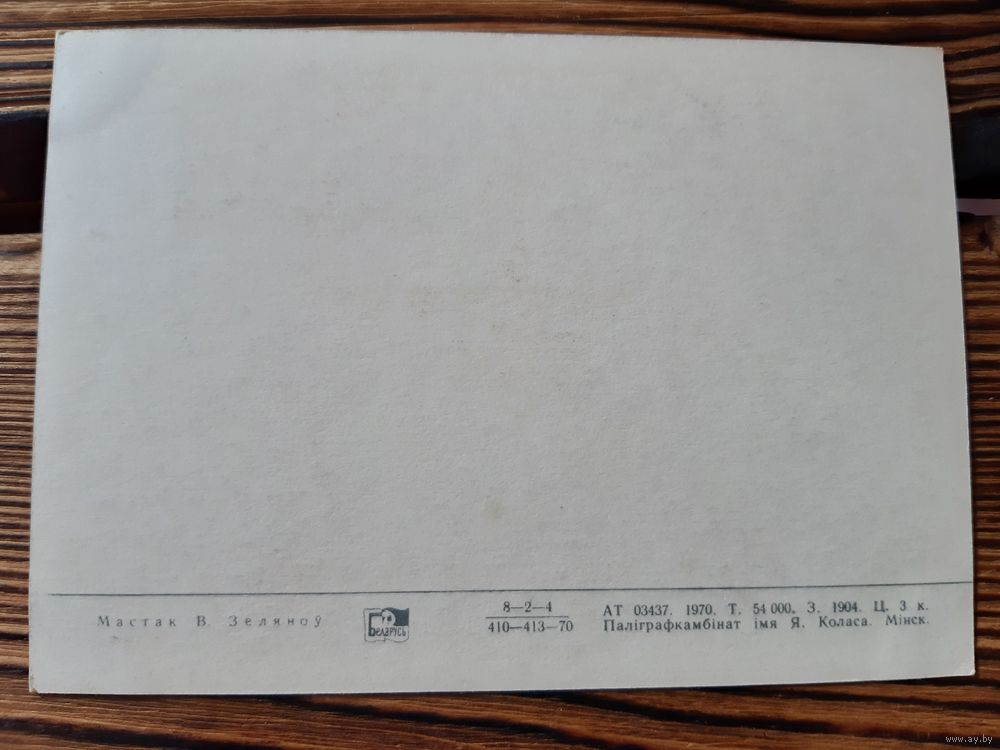 Мастак В. Зеляноў
Беларусь
8—2—4
410—413—70
АТ 03437. 1970. Т. 54 000. З. 1904. Ц. 3 к.
Паліграфкамбінат імя Я. Коласа. Мінск.
www.ay.by